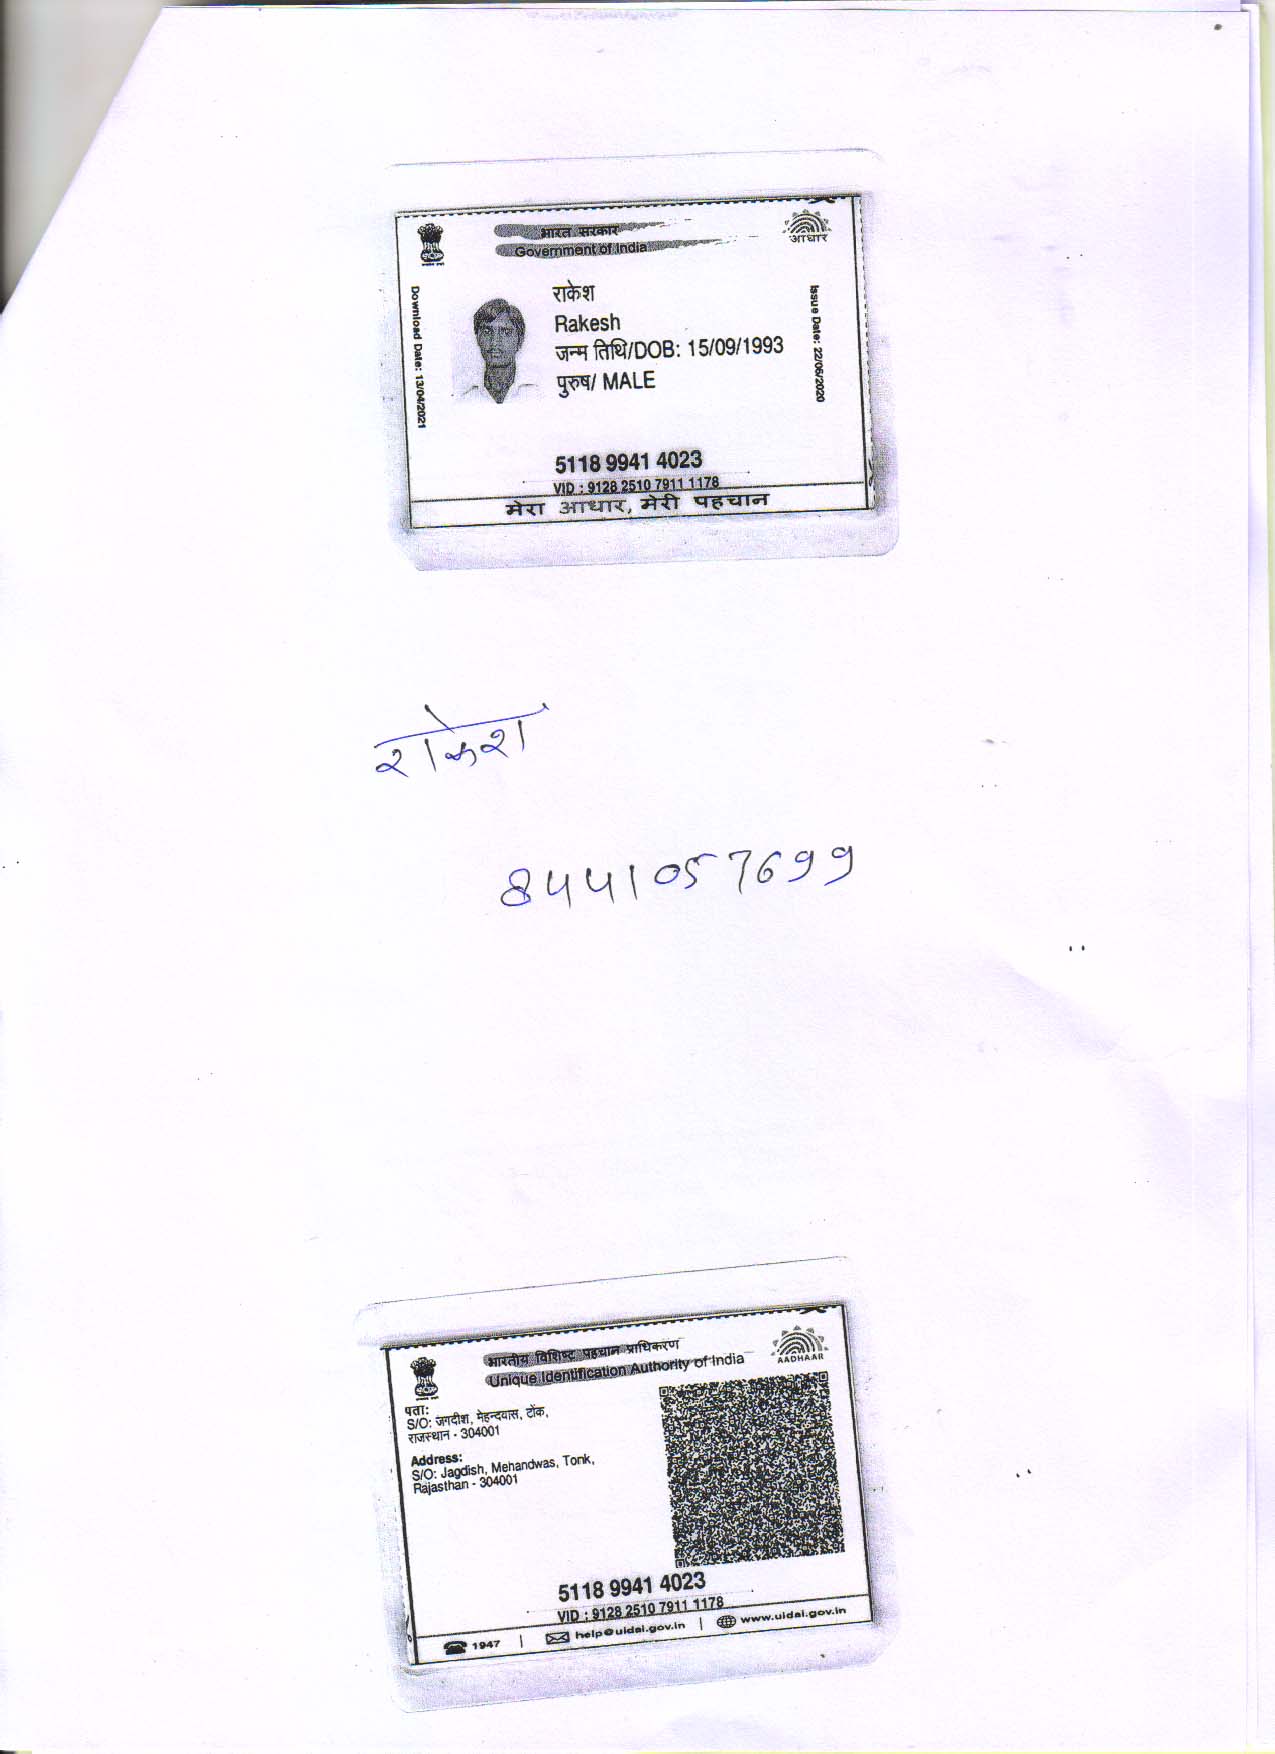 भारत सरकार
Government of India
आधार
Download Date: 13/04/2021
राकेश
Rakesh
जन्म तिथि/DOB: 15/09/1993
पुरुष/ MALE
Issue Date: 22/06/2020
5118 9941 4023
VID : 9128 2510 7911 1178
मेरा आधार, मेरी पहचान
राकेश
8441057699
भारतीय विशिष्ट पहचान प्राधिकरण
Unique Identification Authority of India
AADHAAR
पता:
S/O: जगदीश, मेहन्दवास, टोंक,
राजस्थान - 304001
Address:
S/O: Jagdish, Mehandwas, Tonk,
Rajasthan - 304001
5118 9941 4023
VID : 9128 2510 7911 1178
1947 | help@uidai.gov.in | www.uidai.gov.in